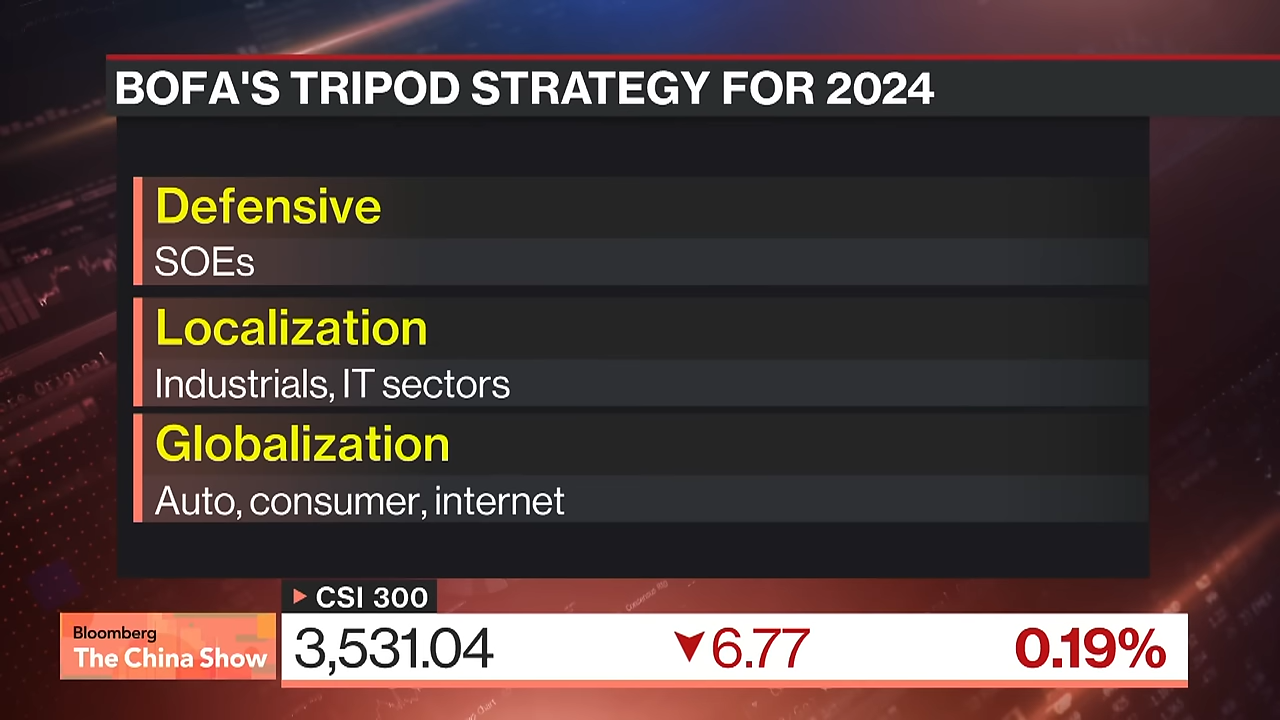 BOFA'S TRIPOD STRATEGY FOR 2024
Defensive
SOEs
Localization
Industrials, IT sectors
Globalization
Auto, consumer, internet
CSI 300
Bloomberg
The China Show
3,531.04 ▼6.77 0.19%